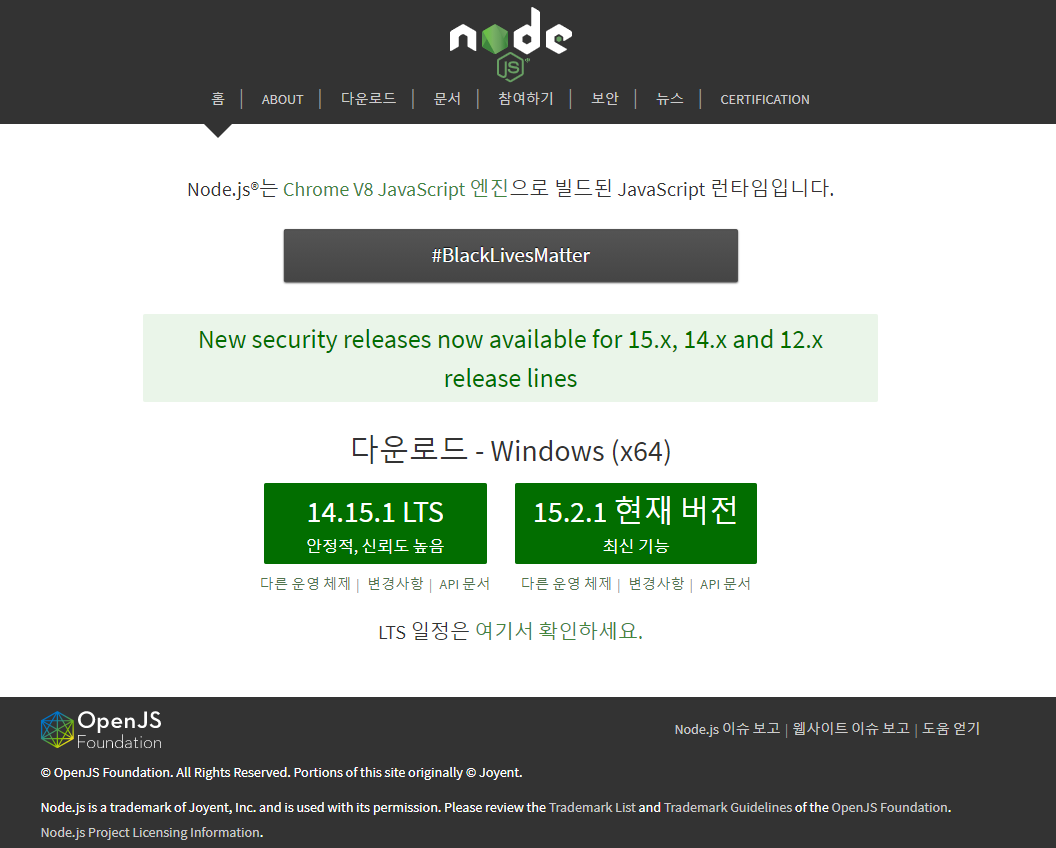 node
JS
홈 | ABOUT | 다운로드 | 문서 | 참여하기 | 보안 | 뉴스 | CERTIFICATION
Node.js®는 Chrome V8 JavaScript 엔진으로 빌드된 JavaScript 런타임입니다.
#BlackLivesMatter
New security releases now available for 15.x, 14.x and 12.x
release lines
다운로드 - Windows (x64)
14.15.1 LTS 15.2.1 현재 버전
안정적, 신뢰도 높음 최신 기능
다른 운영 체제 | 변경사항 | API 문서 다른 운영 체제 | 변경사항 | API 문서
LTS 일정은 여기서 확인하세요.
OpenJS
Foundation
Node.js 이슈 보고 | 웹사이트 이슈 보고 | 도움 얻기
© OpenJS Foundation. All Rights Reserved. Portions of this site originally © Joyent.
Node.js is a trademark of Joyent, Inc. and is used with its permission. Please review the Trademark List and Trademark Guidelines of the OpenJS Foundation.
Node.js Project Licensing Information.